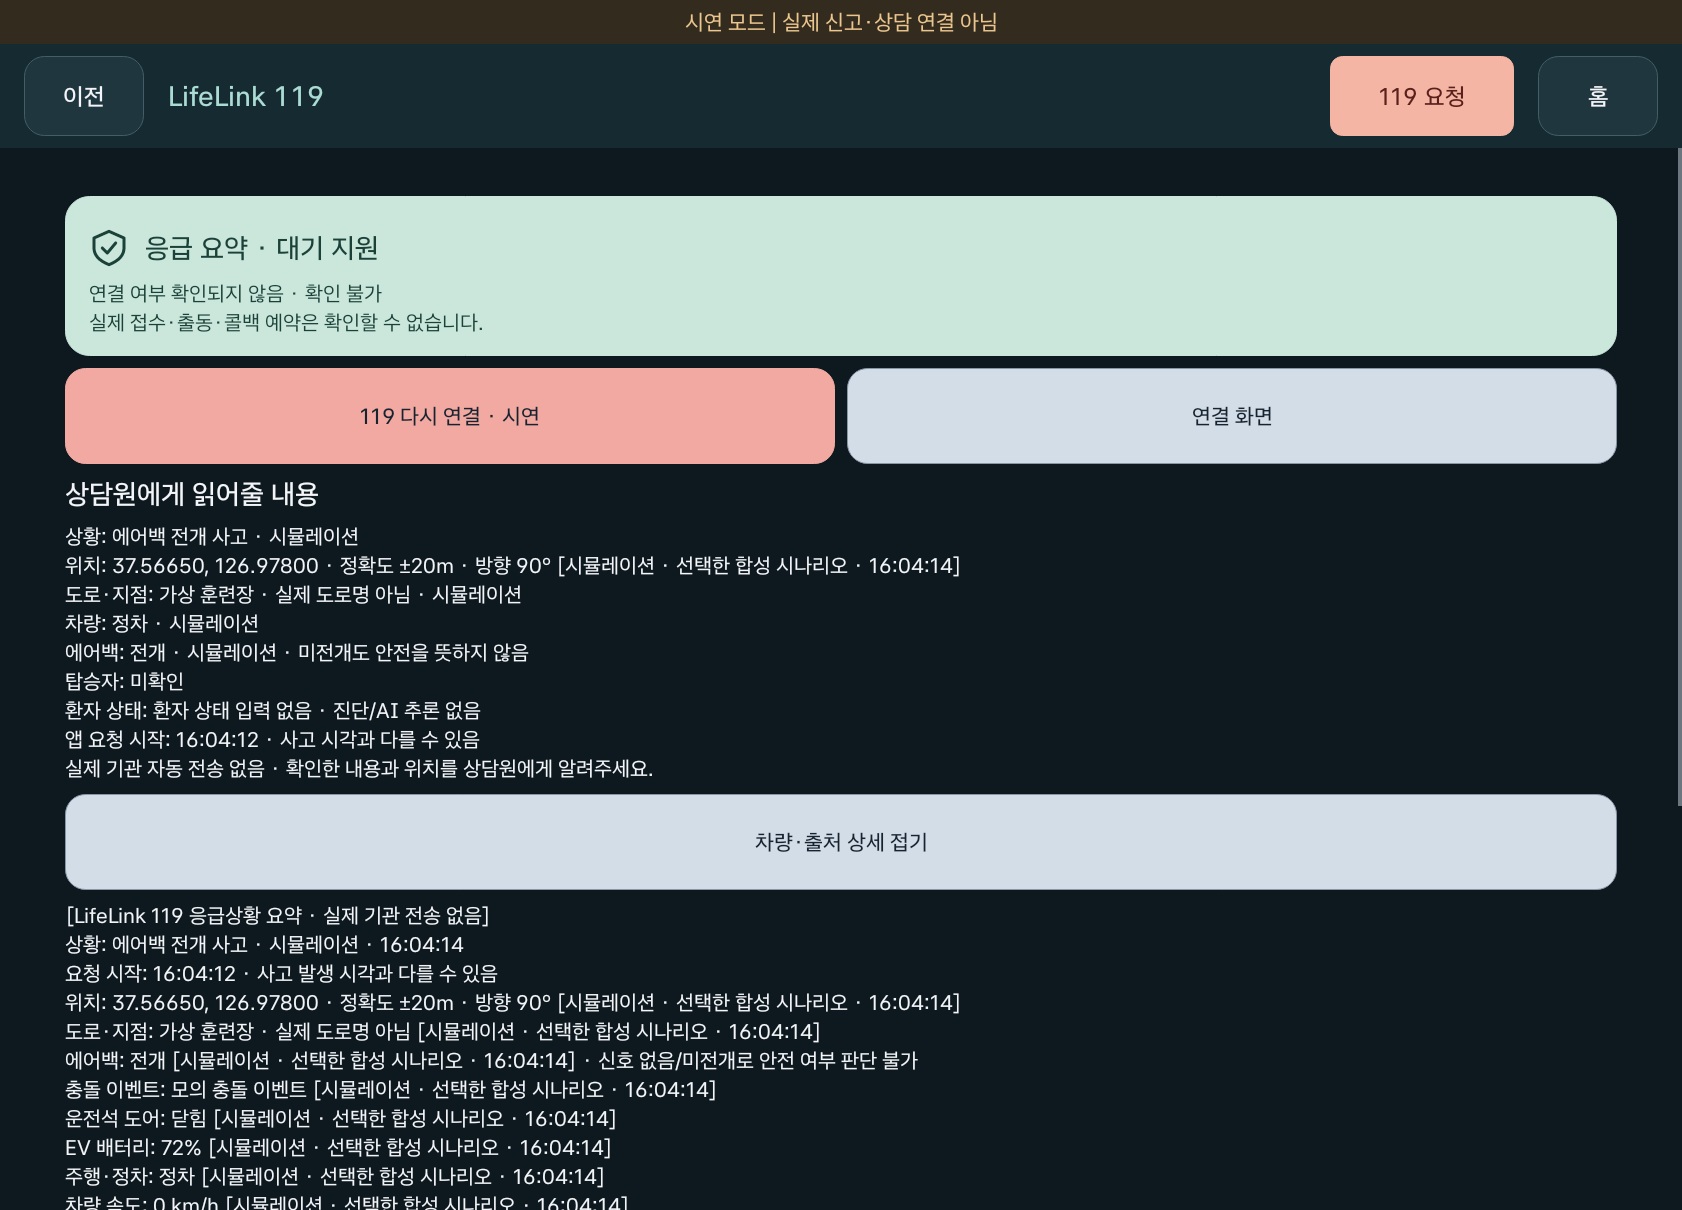 시연 모드 | 실제 신고·상담 연결 아님
이전
LifeLink 119
119 요청
홈
응급 요약 · 대기 지원
연결 여부 확인되지 않음 · 확인 불가
실제 접수·출동·콜백 예약은 확인할 수 없습니다.
119 다시 연결 · 시연
연결 화면
상담원에게 읽어줄 내용
상황: 에어백 전개 사고 · 시뮬레이션
위치: 37.56650, 126.97800 · 정확도 ±20m · 방향 90° [시뮬레이션 · 선택한 합성 시나리오 · 16:04:14]
도로·지점: 가상 훈련장 · 실제 도로명 아님 · 시뮬레이션
차량: 정차 · 시뮬레이션
에어백: 전개 · 시뮬레이션 · 미전개도 안전을 뜻하지 않음
탑승자: 미확인
환자 상태: 환자 상태 입력 없음 · 진단/AI 추론 없음
앱 요청 시작: 16:04:12 · 사고 시각과 다를 수 있음
실제 기관 자동 전송 없음 · 확인한 내용과 위치를 상담원에게 알려주세요.
차량·출처 상세 접기
[LifeLink 119 응급상황 요약 · 실제 기관 전송 없음]
상황: 에어백 전개 사고 · 시뮬레이션 · 16:04:14
요청 시작: 16:04:12 · 사고 발생 시각과 다를 수 있음
위치: 37.56650, 126.97800 · 정확도 ±20m · 방향 90° [시뮬레이션 · 선택한 합성 시나리오 · 16:04:14]
도로·지점: 가상 훈련장 · 실제 도로명 아님 [시뮬레이션 · 선택한 합성 시나리오 · 16:04:14]
에어백: 전개 [시뮬레이션 · 선택한 합성 시나리오 · 16:04:14] · 신호 없음/미전개로 안전 여부 판단 불가
충돌 이벤트: 모의 충돌 이벤트 [시뮬레이션 · 선택한 합성 시나리오 · 16:04:14]
운전석 도어: 닫힘 [시뮬레이션 · 선택한 합성 시나리오 · 16:04:14]
EV 배터리: 72% [시뮬레이션 · 선택한 합성 시나리오 · 16:04:14]
주행·정차: 정차 [시뮬레이션 · 선택한 합성 시나리오 · 16:04:14]
차량 속도: 0 km/h [시뮬레이션 · 선택한 합성 시나리오 · 16:04:14]